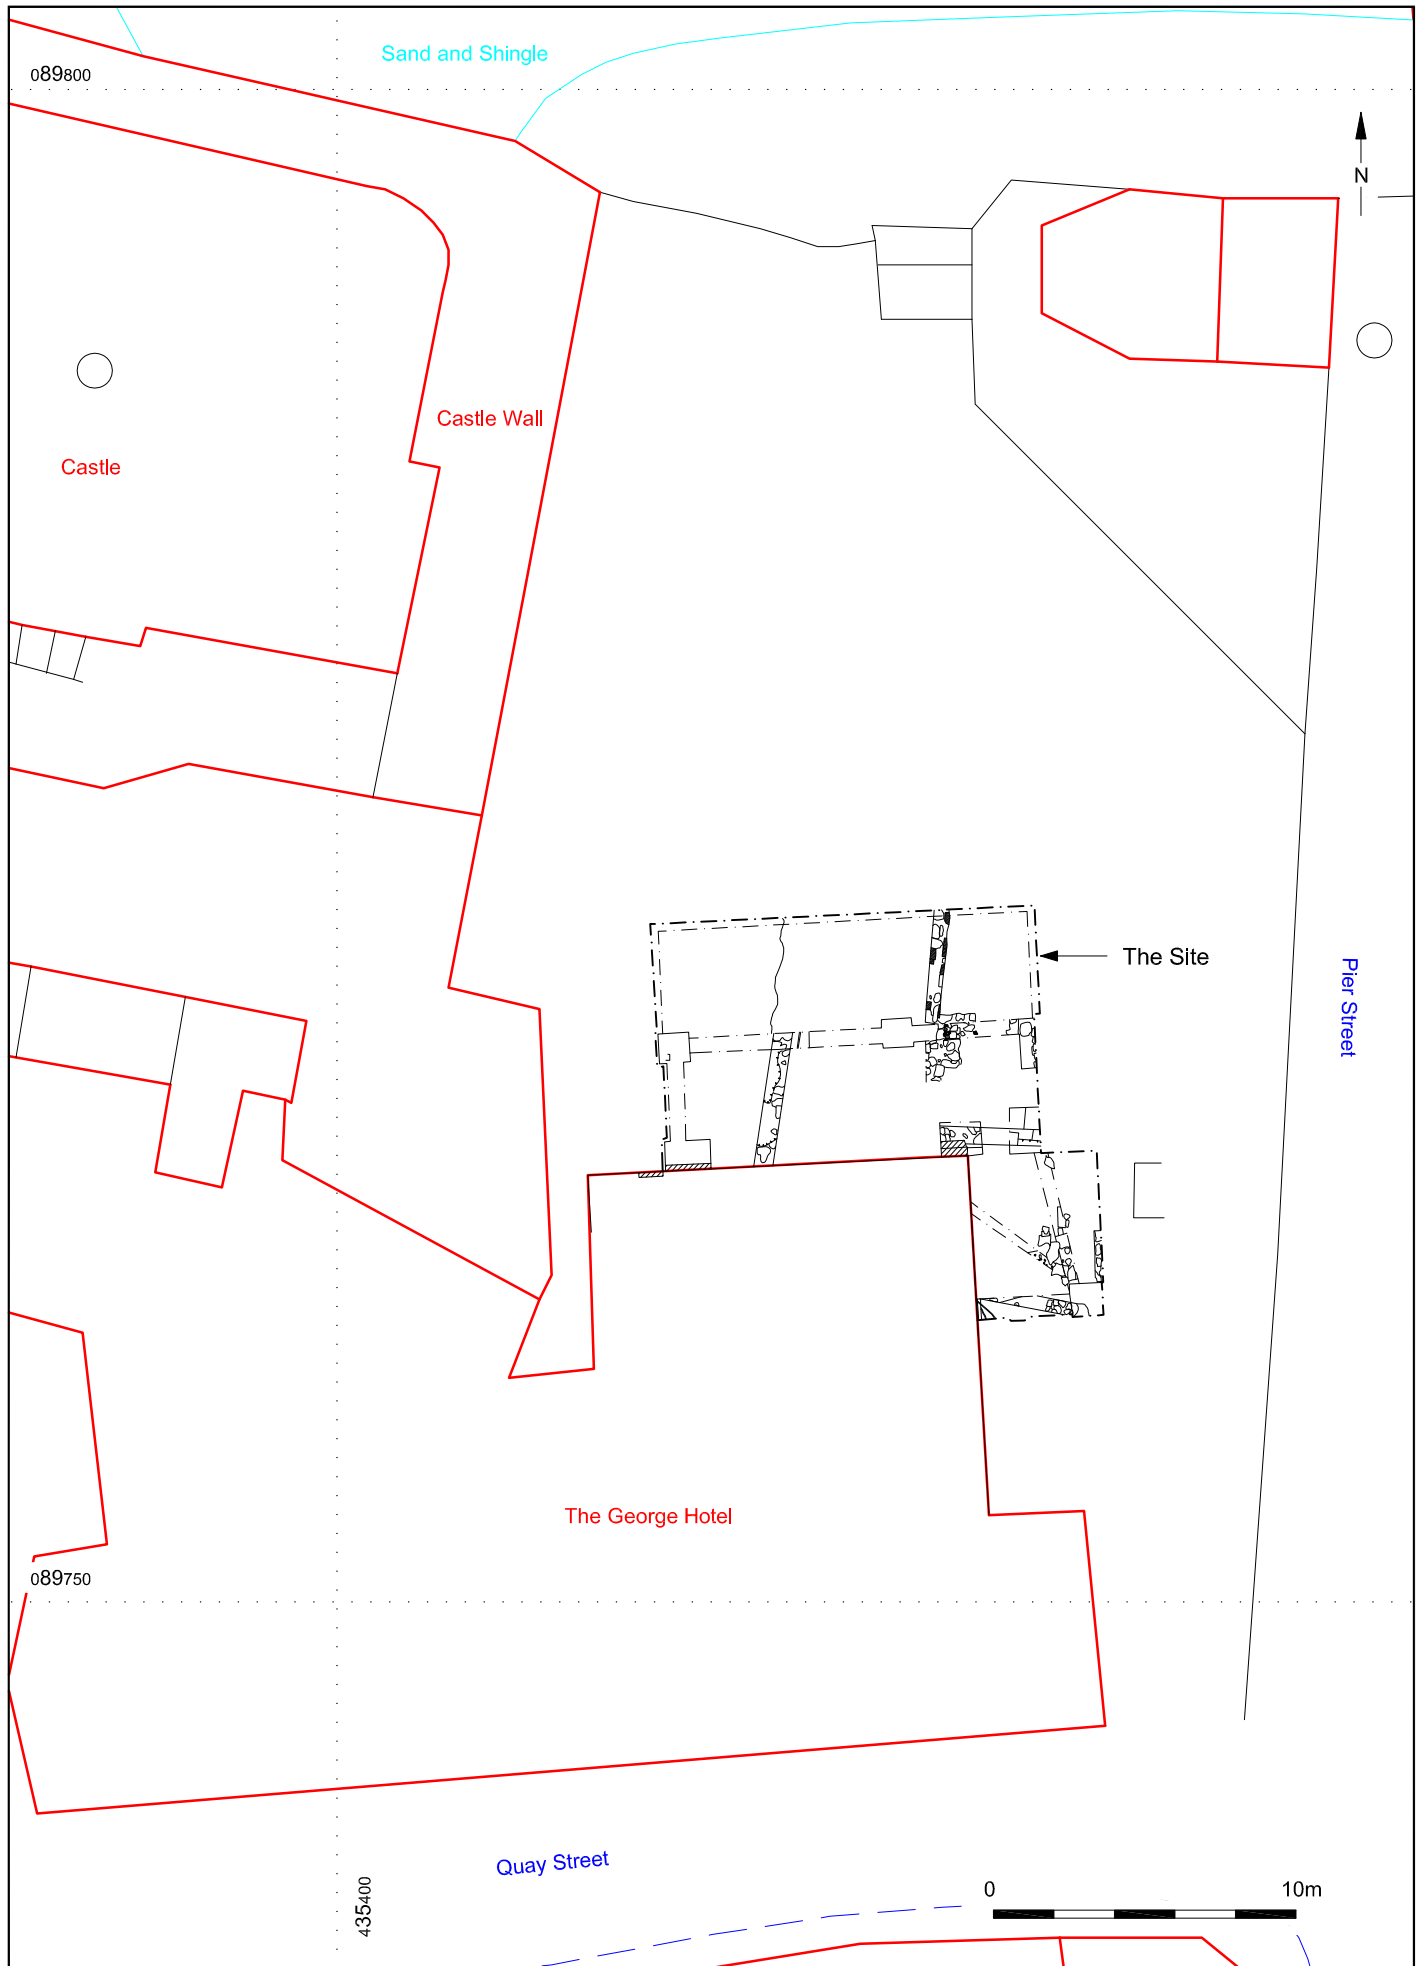 Sand and Shingle
089800
N
Castle Wall
Castle
The Site
Pier Street
The George Hotel
089750
Quay Street
435400
0 10m